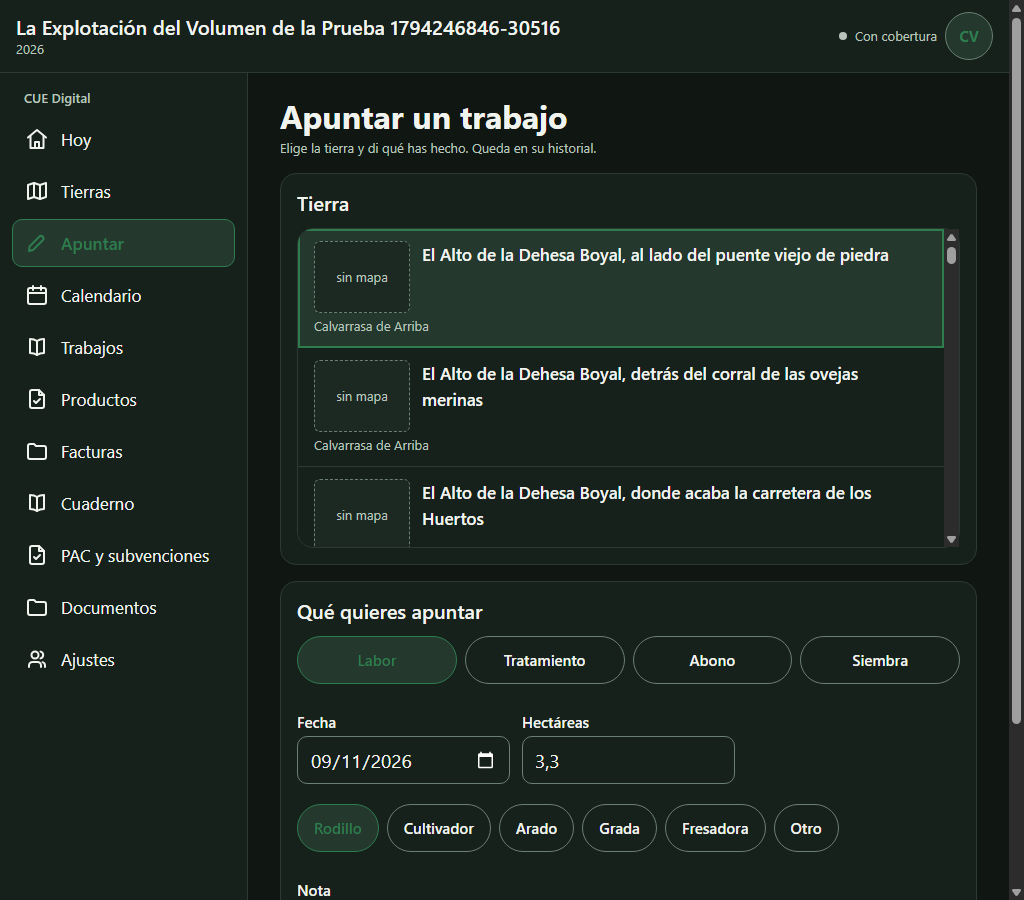 La Explotación del Volumen de la Prueba 1794246846-30516
2026
Con cobertura
CV
CUE Digital
Hoy
Tierras
Apuntar
Calendario
Trabajos
Productos
Facturas
Cuaderno
PAC y subvenciones
Documentos
Ajustes
Apuntar un trabajo
Elige la tierra y di qué has hecho. Queda en su historial.
Tierra
sin mapa
El Alto de la Dehesa Boyal, al lado del puente viejo de piedra
Calvarrasa de Arriba
sin mapa
El Alto de la Dehesa Boyal, detrás del corral de las ovejas
merinas
Calvarrasa de Arriba
sin mapa
El Alto de la Dehesa Boyal, donde acaba la carretera de los
Huertos
Qué quieres apuntar
Labor
Tratamiento
Abono
Siembra
Fecha
Hectáreas
09/11/2026
3,3
Rodillo
Cultivador
Arado
Grada
Fresadora
Otro
Nota